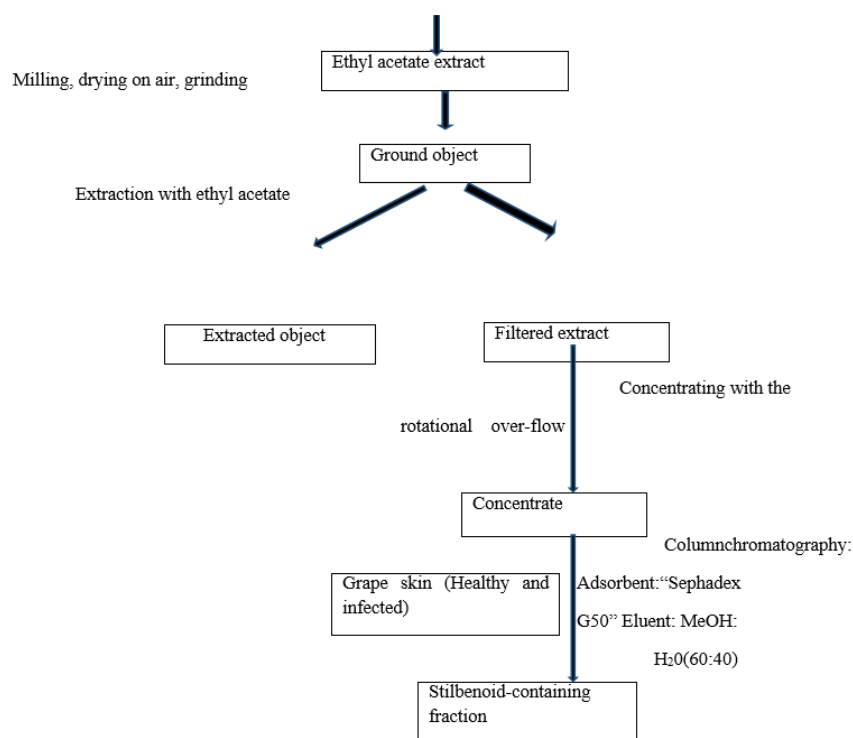 Ethyl acetate extract
Milling, drying on air, grinding
Ground object
Extraction with ethyl acetate
Extracted object
Filtered extract
Concentrating with the
rotational over-flow
Concentrate
Columnchromatography:
Grape skin (Healthy and
infected)
Adsorbent:“Sephadex
G50” Eluent: MeOH:
H₂0(60:40)
Stilbenoid-containing
fraction